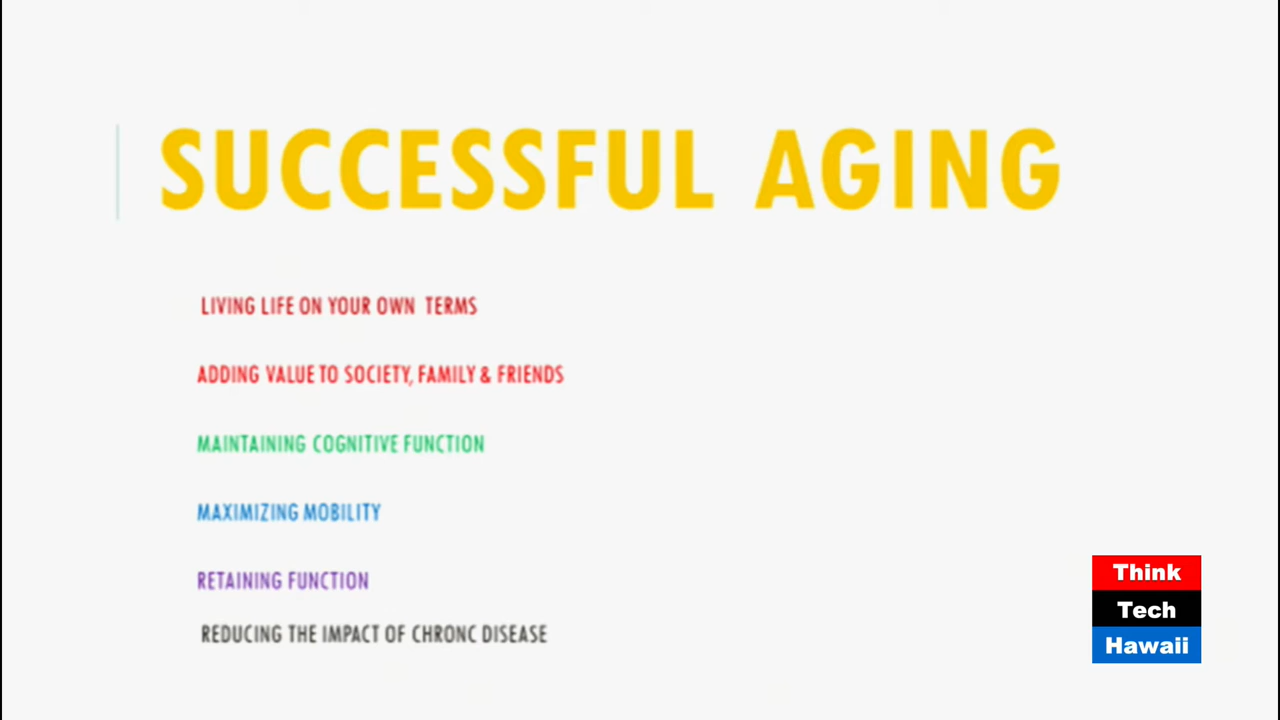 SUCCESSFUL AGING
LIVING LIFE ON YOUR OWN TERMS
ADDING VALUE TO SOCIETY, FAMILY & FRIENDS
MAINTAINING COGNITIVE FUNCTION
MAXIMIZING MOBILITY
RETAINING FUNCTION
REDUCING THE IMPACT OF CHRONC DISEASE
Think
Tech
Hawaii